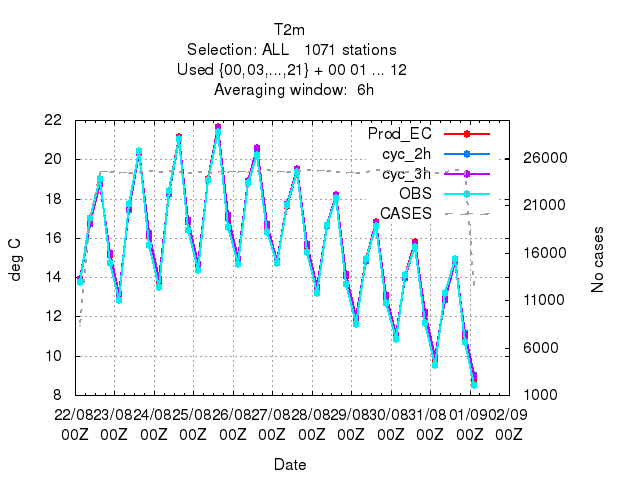 T2m
Selection: ALL 1071 stations
Used {00,03,...,21} + 00 01 ... 12
Averaging window: 6h
22
20
18
16
14
12
10
8
deg C
Prod_EC
cyc_2h
cyc_3h
OBS
CASES
26000
21000
16000
11000
6000
1000
No cases
22/08 23/08 24/08 25/08 26/08 27/08 28/08 29/08 30/08 31/08 01/09 02/09
00Z 00Z 00Z 00Z 00Z 00Z 00Z 00Z 00Z 00Z 00Z 00Z
Date